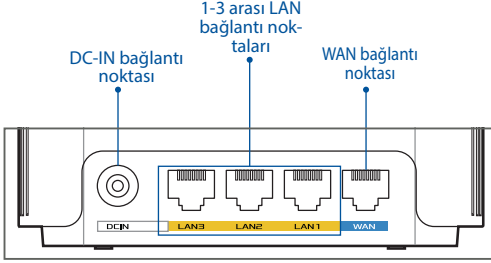 1-3 arası LAN
bağlantı nok-
taları
DC-IN bağlantı
noktası
WAN bağlantı
noktası
DCIN
LAN3
LAN2
LAN1
WAN